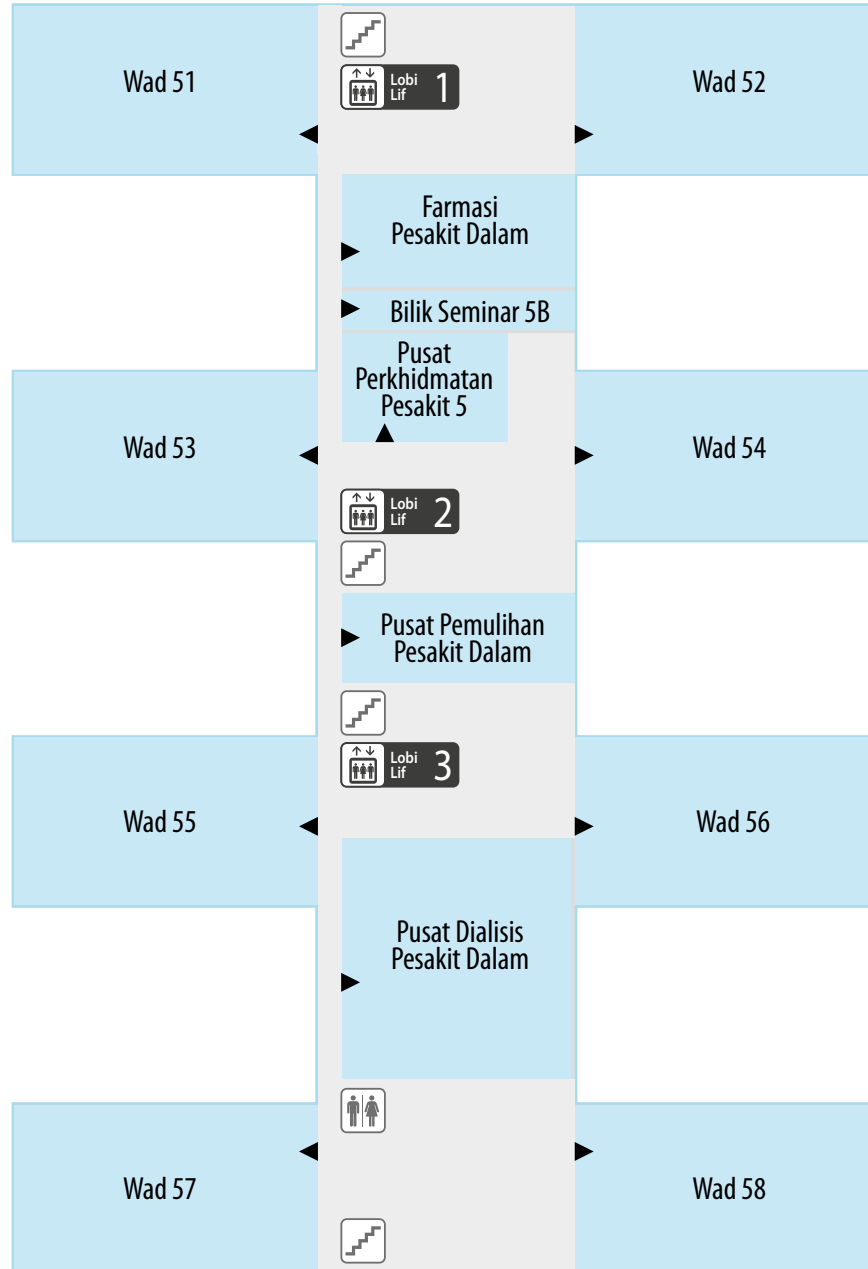 Wad 51
Lobi
Lif
1
Wad 52
Farmasi
Pesakit Dalam
Bilik Seminar 5B
Pusat
Perkhidmatan
Pesakit 5
Wad 53
Wad 54
Lobi
Lif
2
Pusat Pemulihan
Pesakit Dalam
Lobi
Lif
3
Wad 55
Wad 56
Pusat Dialisis
Pesakit Dalam
Wad 57
Wad 58